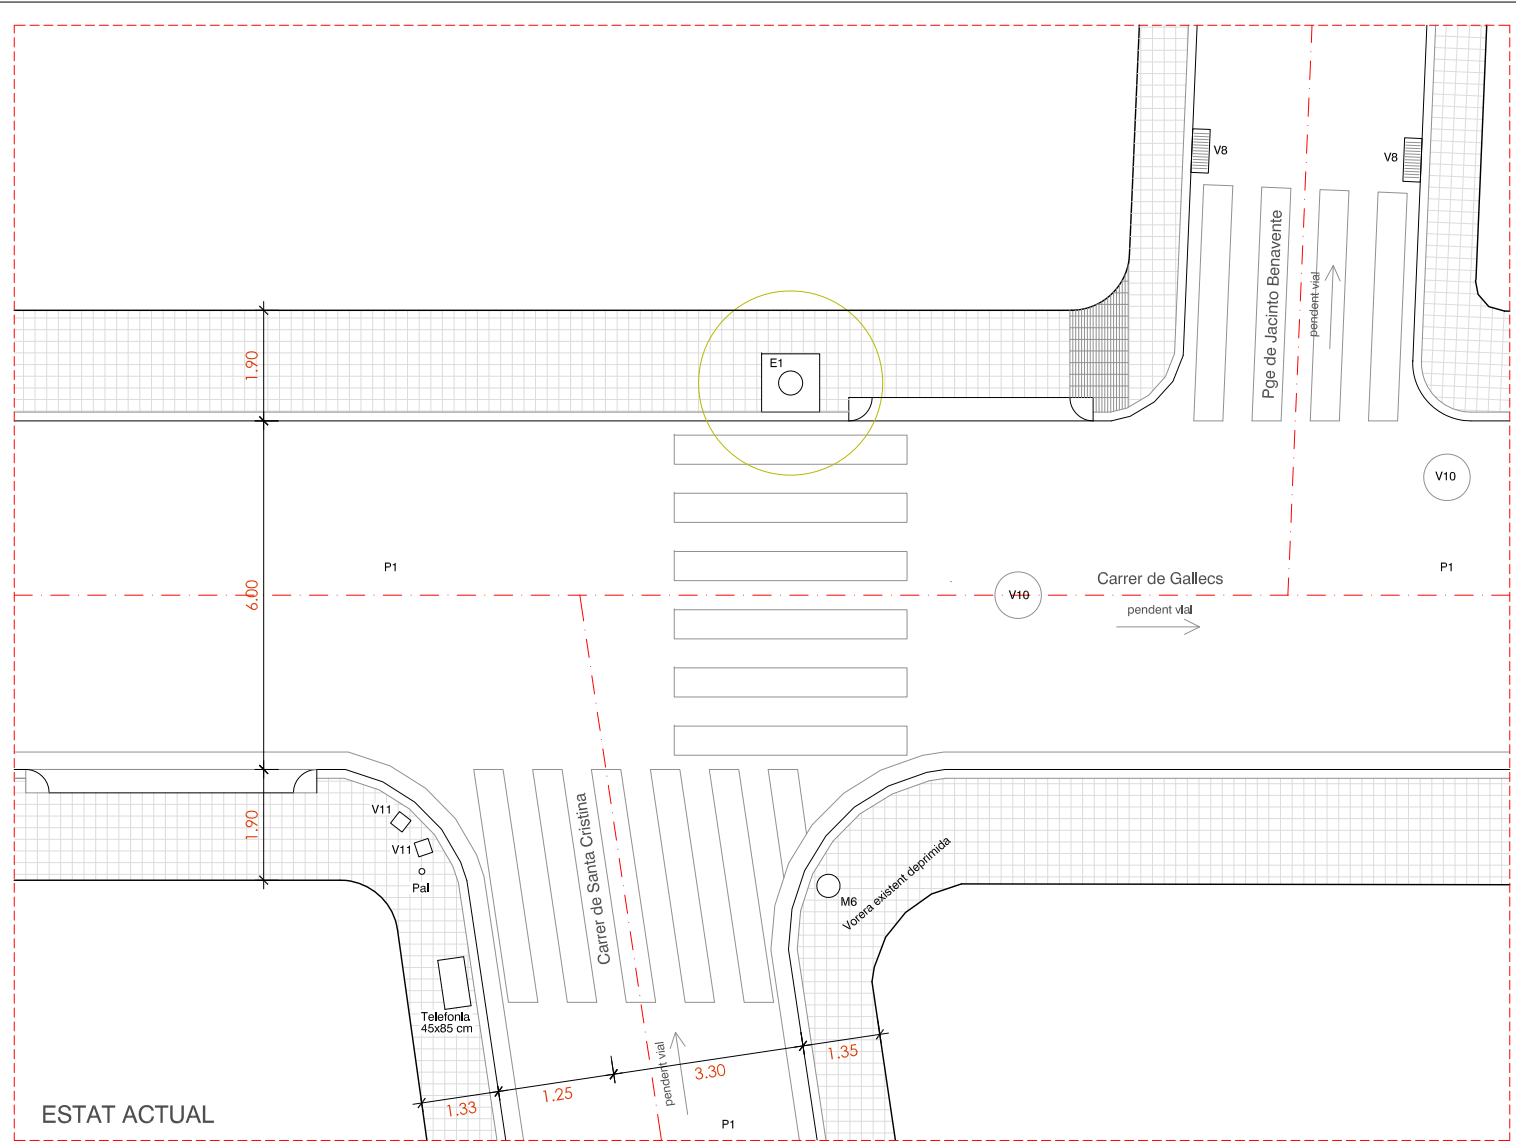 V8
V8
Pge de Jacinto Benavente
pendent vial
1.90
E1
V10
P1
6.00
V10
Carrer de Gallecs
P1
pendent vial
1.90
V11
V11
Pal
Carrer de Santa Cristina
Vorera existent deprimida
M6
Telefonia
45x85 cm
pendent vial
1.33
1.25
3.30
1.35
P1
ESTAT ACTUAL